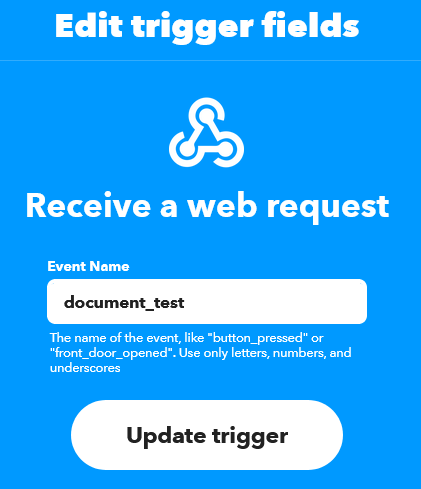 Edit trigger fields
Receive a web request
Event Name
document_test
The name of the event, like "button_pressed" or
"front_door_opened". Use only letters, numbers, and
underscores
Update trigger